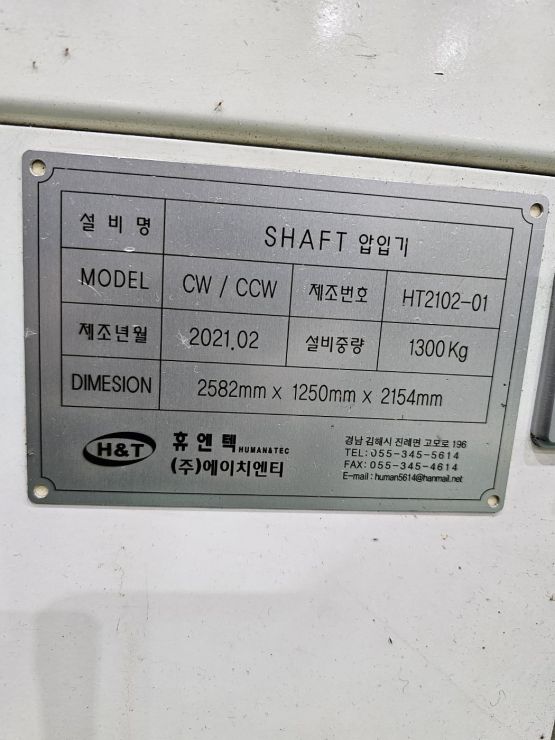 설비명 SHAFT 압입기
MODEL CW / CCW 제조번호 HT2102-01
제조년월 2021.02 설비중량 1300Kg
DIMESION 2582mm x 1250mm x 2154mm
H&T 휴엔텍 HUMAN&TEC
(주)에이치엔티
경남 김해시 진례면 고모로 196
TEL: 055-345-5614
FAX: 055-345-4614
E-mail : human5614@hanmail.net